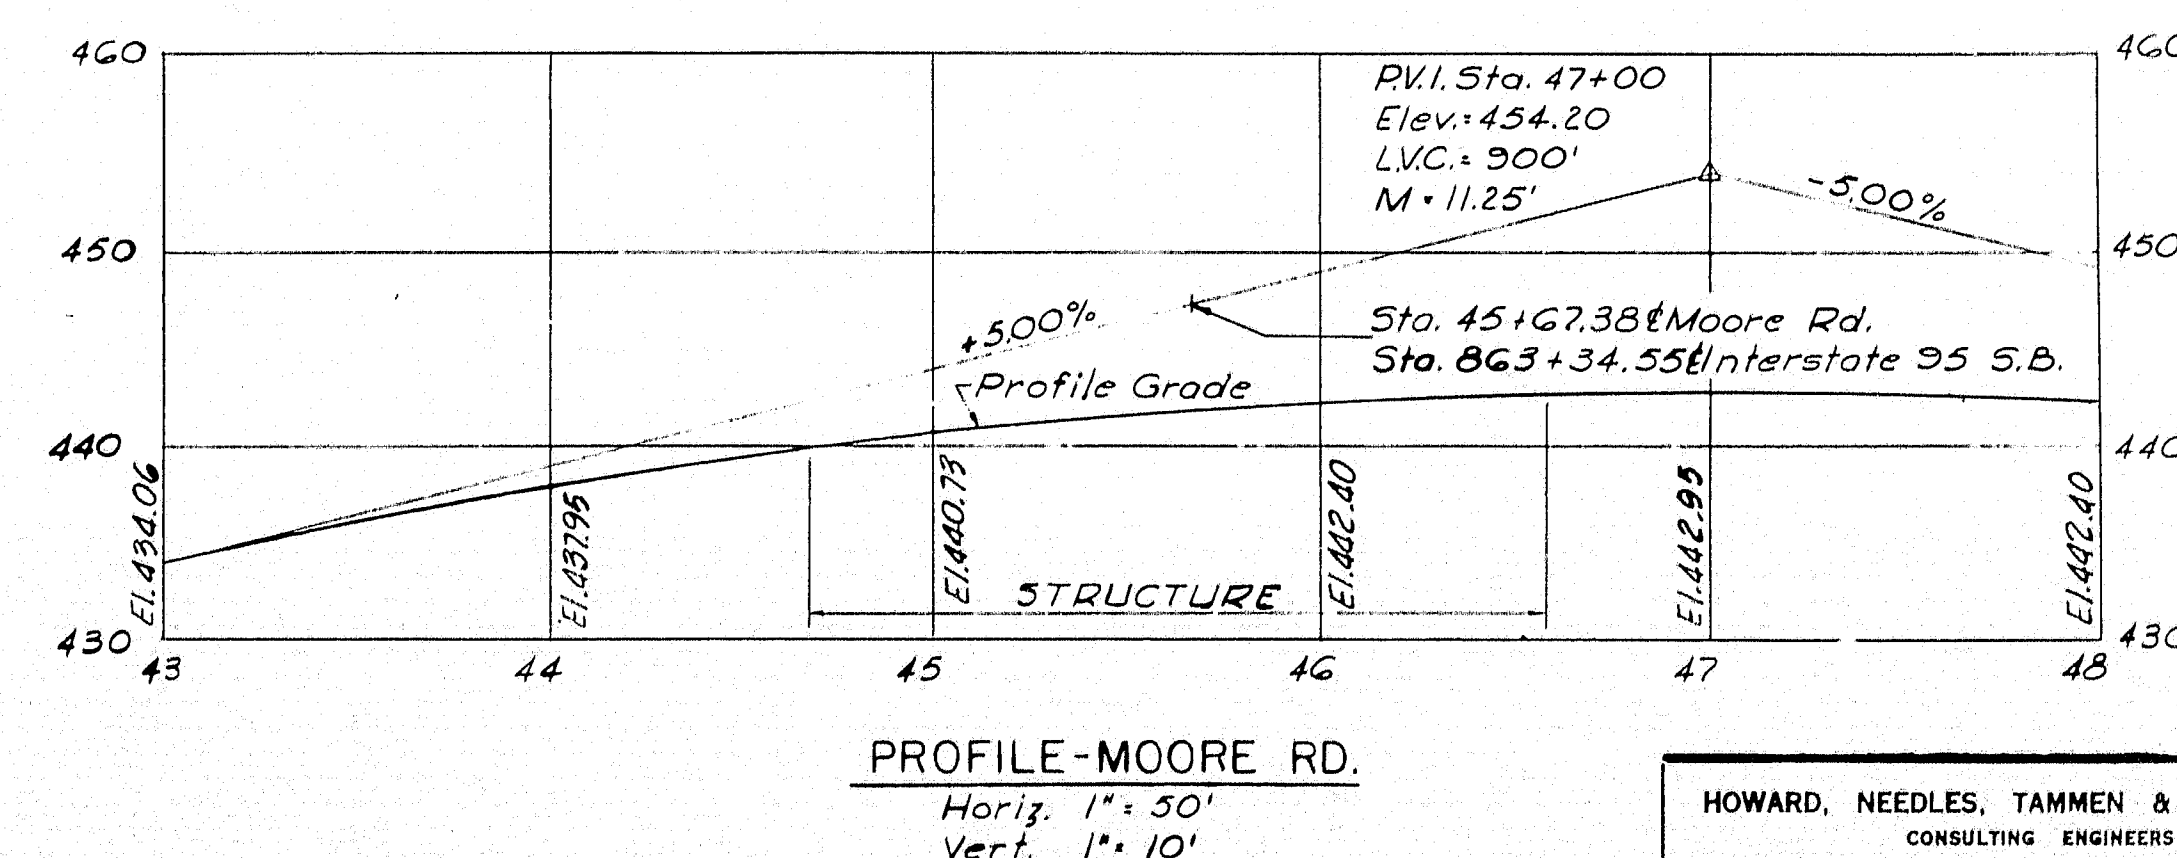 460
460
P.V.I. Sta. 47+00
Elev.=454.20
L.V.C.= 900'
M = 11.25'
-5.00%
450
450
+5.00%
Sta. 45+67.38 ℄ Moore Rd.
Sta. 863+34.55 ℄ Interstate 95 S.B.
Profile Grade
440
440
El. 434.06
El. 437.95
El. 440.73
El. 442.40
El. 442.95
El. 442.40
STRUCTURE
430
430
43 44 45 46 47 48
PROFILE-MOORE RD.
Horiz. 1"= 50'
Vert. 1"= 10'
HOWARD, NEEDLES, TAMMEN &
CONSULTING ENGINEERS